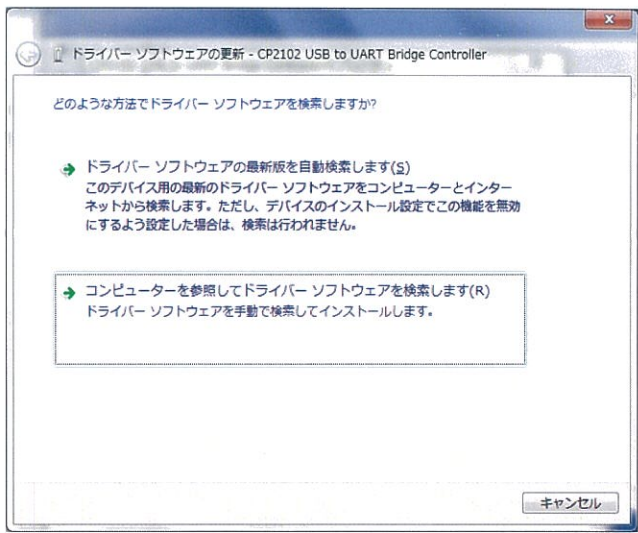 ドライバー ソフトウェアの更新 - CP2102 USB to UART Bridge Controller
どのような方法でドライバー ソフトウェアを検索しますか?
ドライバー ソフトウェアの最新版を自動検索します(S)
このデバイス用の最新のドライバー ソフトウェアをコンピューターとインター
ネットから検索します。ただし、デバイスのインストール設定でこの機能を無効
にするよう設定した場合は、検索は行われません。
コンピューターを参照してドライバー ソフトウェアを検索します(R)
ドライバー ソフトウェアを手動で検索してインストールします。
キャンセル